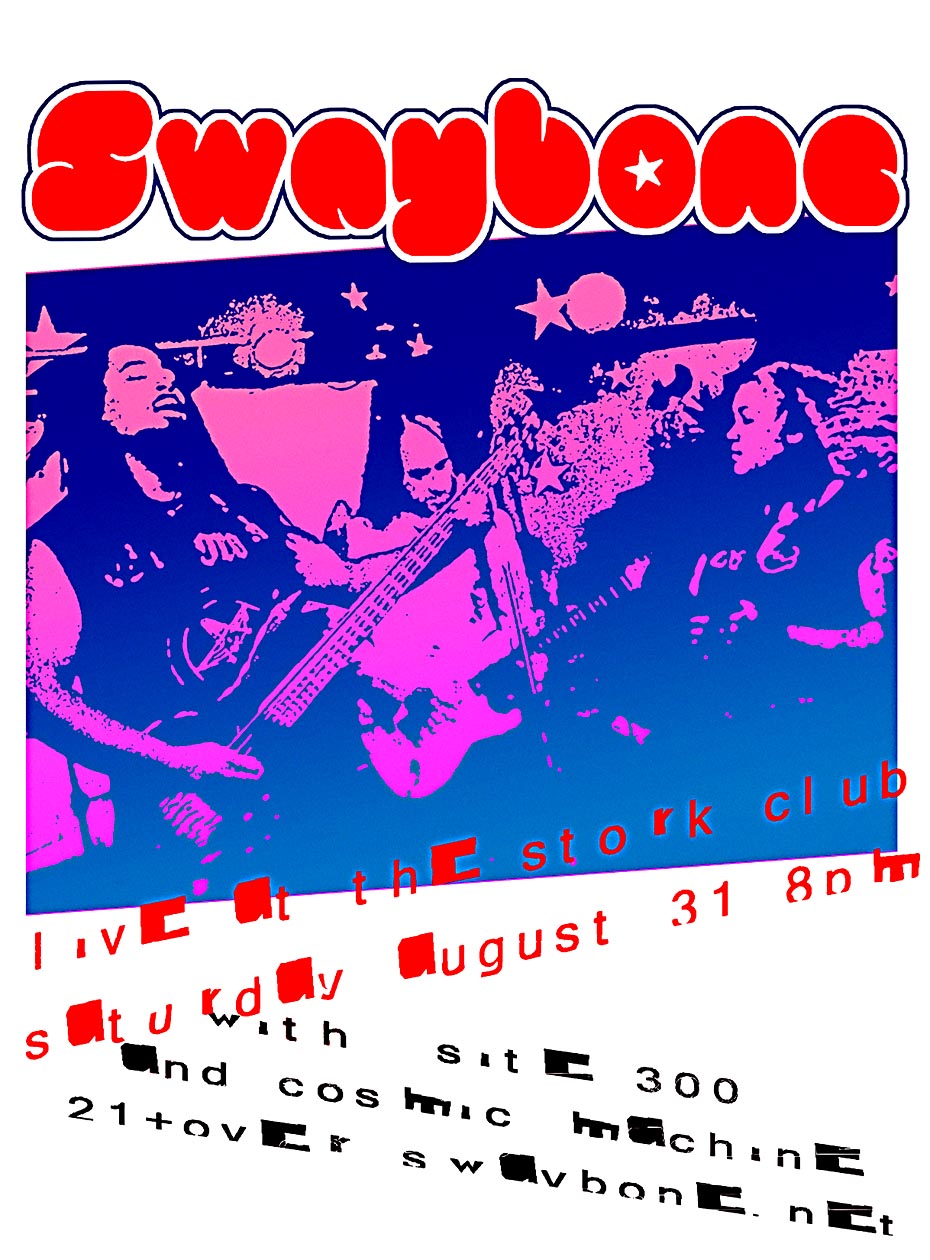 Swaybone
live at the stork club
saturday august 31 8pm
with site 300
and cosmic machine
21+over swaybone.net